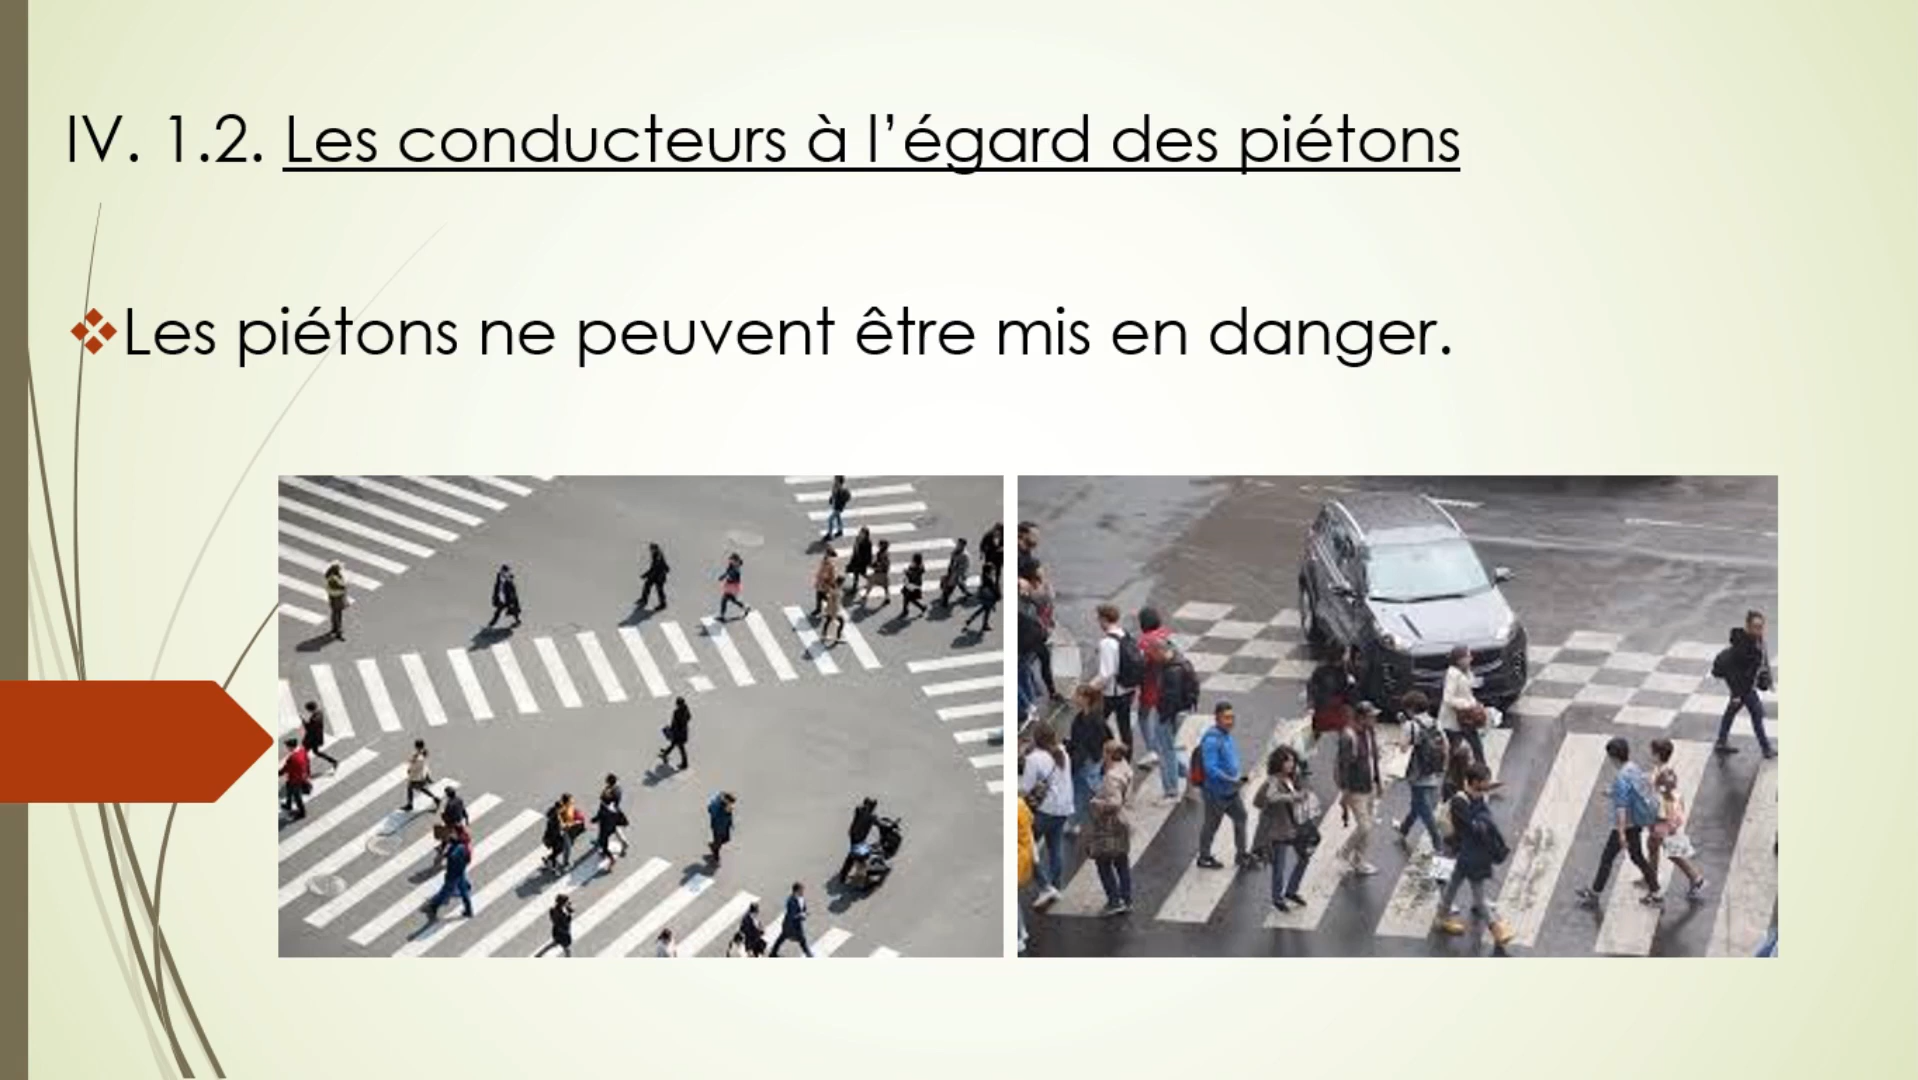 IV. 1.2. Les conducteurs à l’égard des piétons
Les piétons ne peuvent être mis en danger.